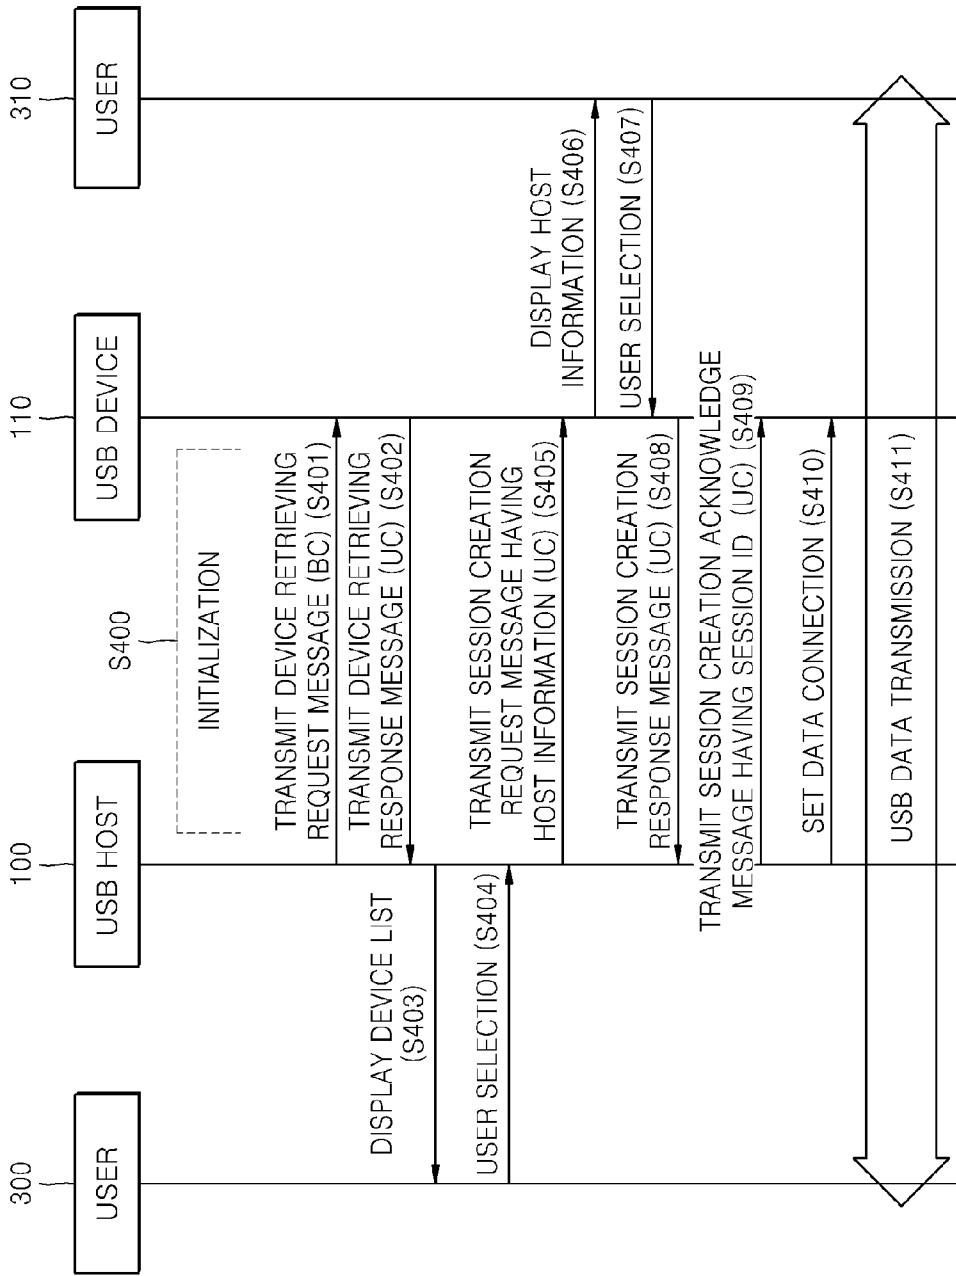 300
100
110
310
USER
USB HOST
USB DEVICE
USER
S400
INITIALIZATION
TRANSMIT DEVICE RETRIEVING
REQUEST MESSAGE (BC) (S401)
TRANSMIT DEVICE RETRIEVING
RESPONSE MESSAGE (UC) (S402)
DISPLAY DEVICE LIST
(S403)
USER SELECTION (S404)
TRANSMIT SESSION CREATION
REQUEST MESSAGE HAVING
HOST INFORMATION (UC) (S405)
DISPLAY HOST
INFORMATION (S406)
USER SELECTION (S407)
TRANSMIT SESSION CREATION
RESPONSE MESSAGE (UC) (S408)
TRANSMIT SESSION CREATION ACKNOWLEDGE
MESSAGE HAVING SESSION ID (UC) (S409)
SET DATA CONNECTION (S410)
USB DATA TRANSMISSION (S411)